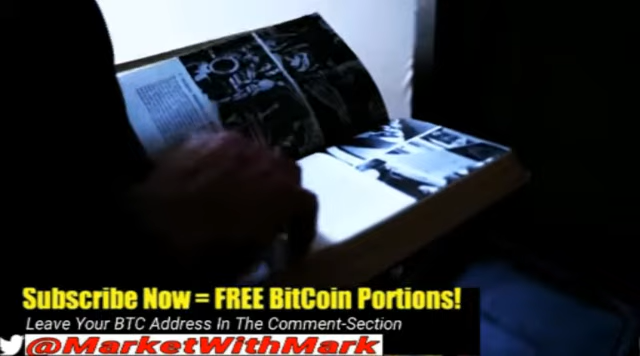 Subscribe Now = FREE BitCoin Portions!
Leave Your BTC Address In The Comment-Section
@MarketWithMark